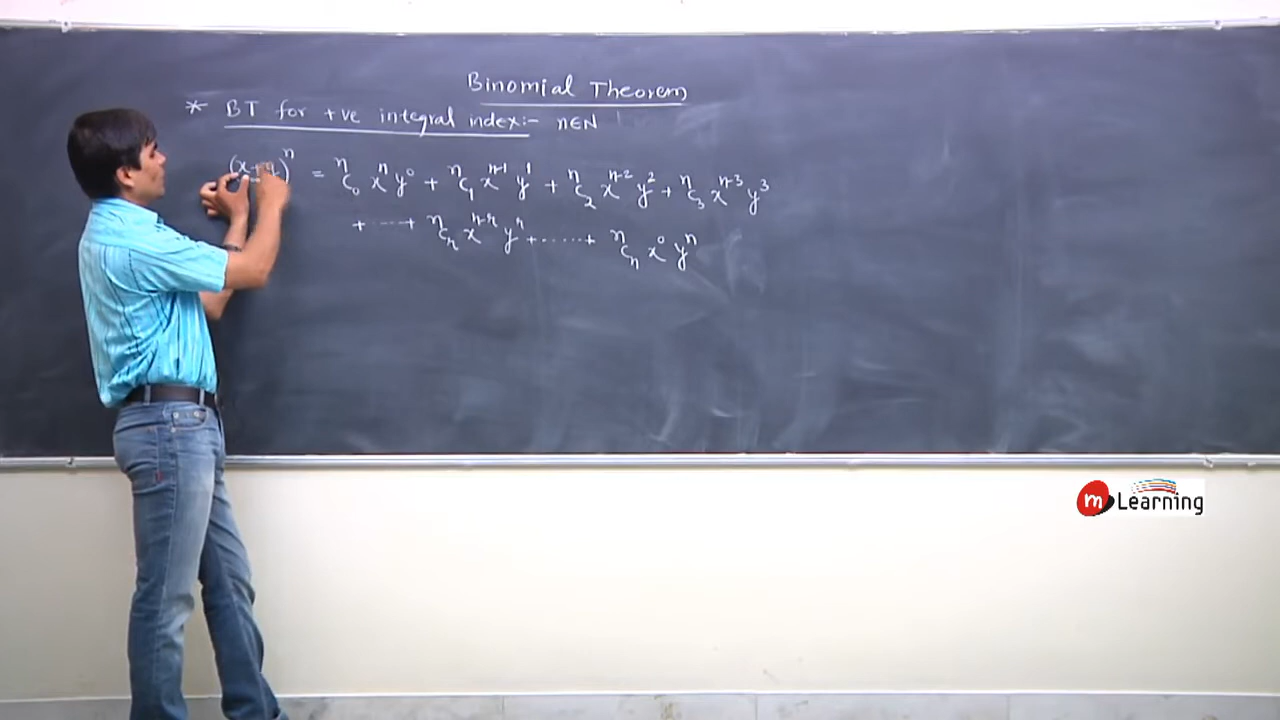 Binomial Theorem
* BT for +ve integral index:- n∈N
(x+y)ⁿ = ⁿC₀ xⁿ y⁰ + ⁿC₁ xⁿ⁻¹ y¹ + ⁿC₂ xⁿ⁻² y² + ⁿC₃ xⁿ⁻³ y³
+ ..... + ⁿCᵣ xⁿ⁻ʳ yʳ + ...... + ⁿCₙ x⁰ yⁿ
m Learning